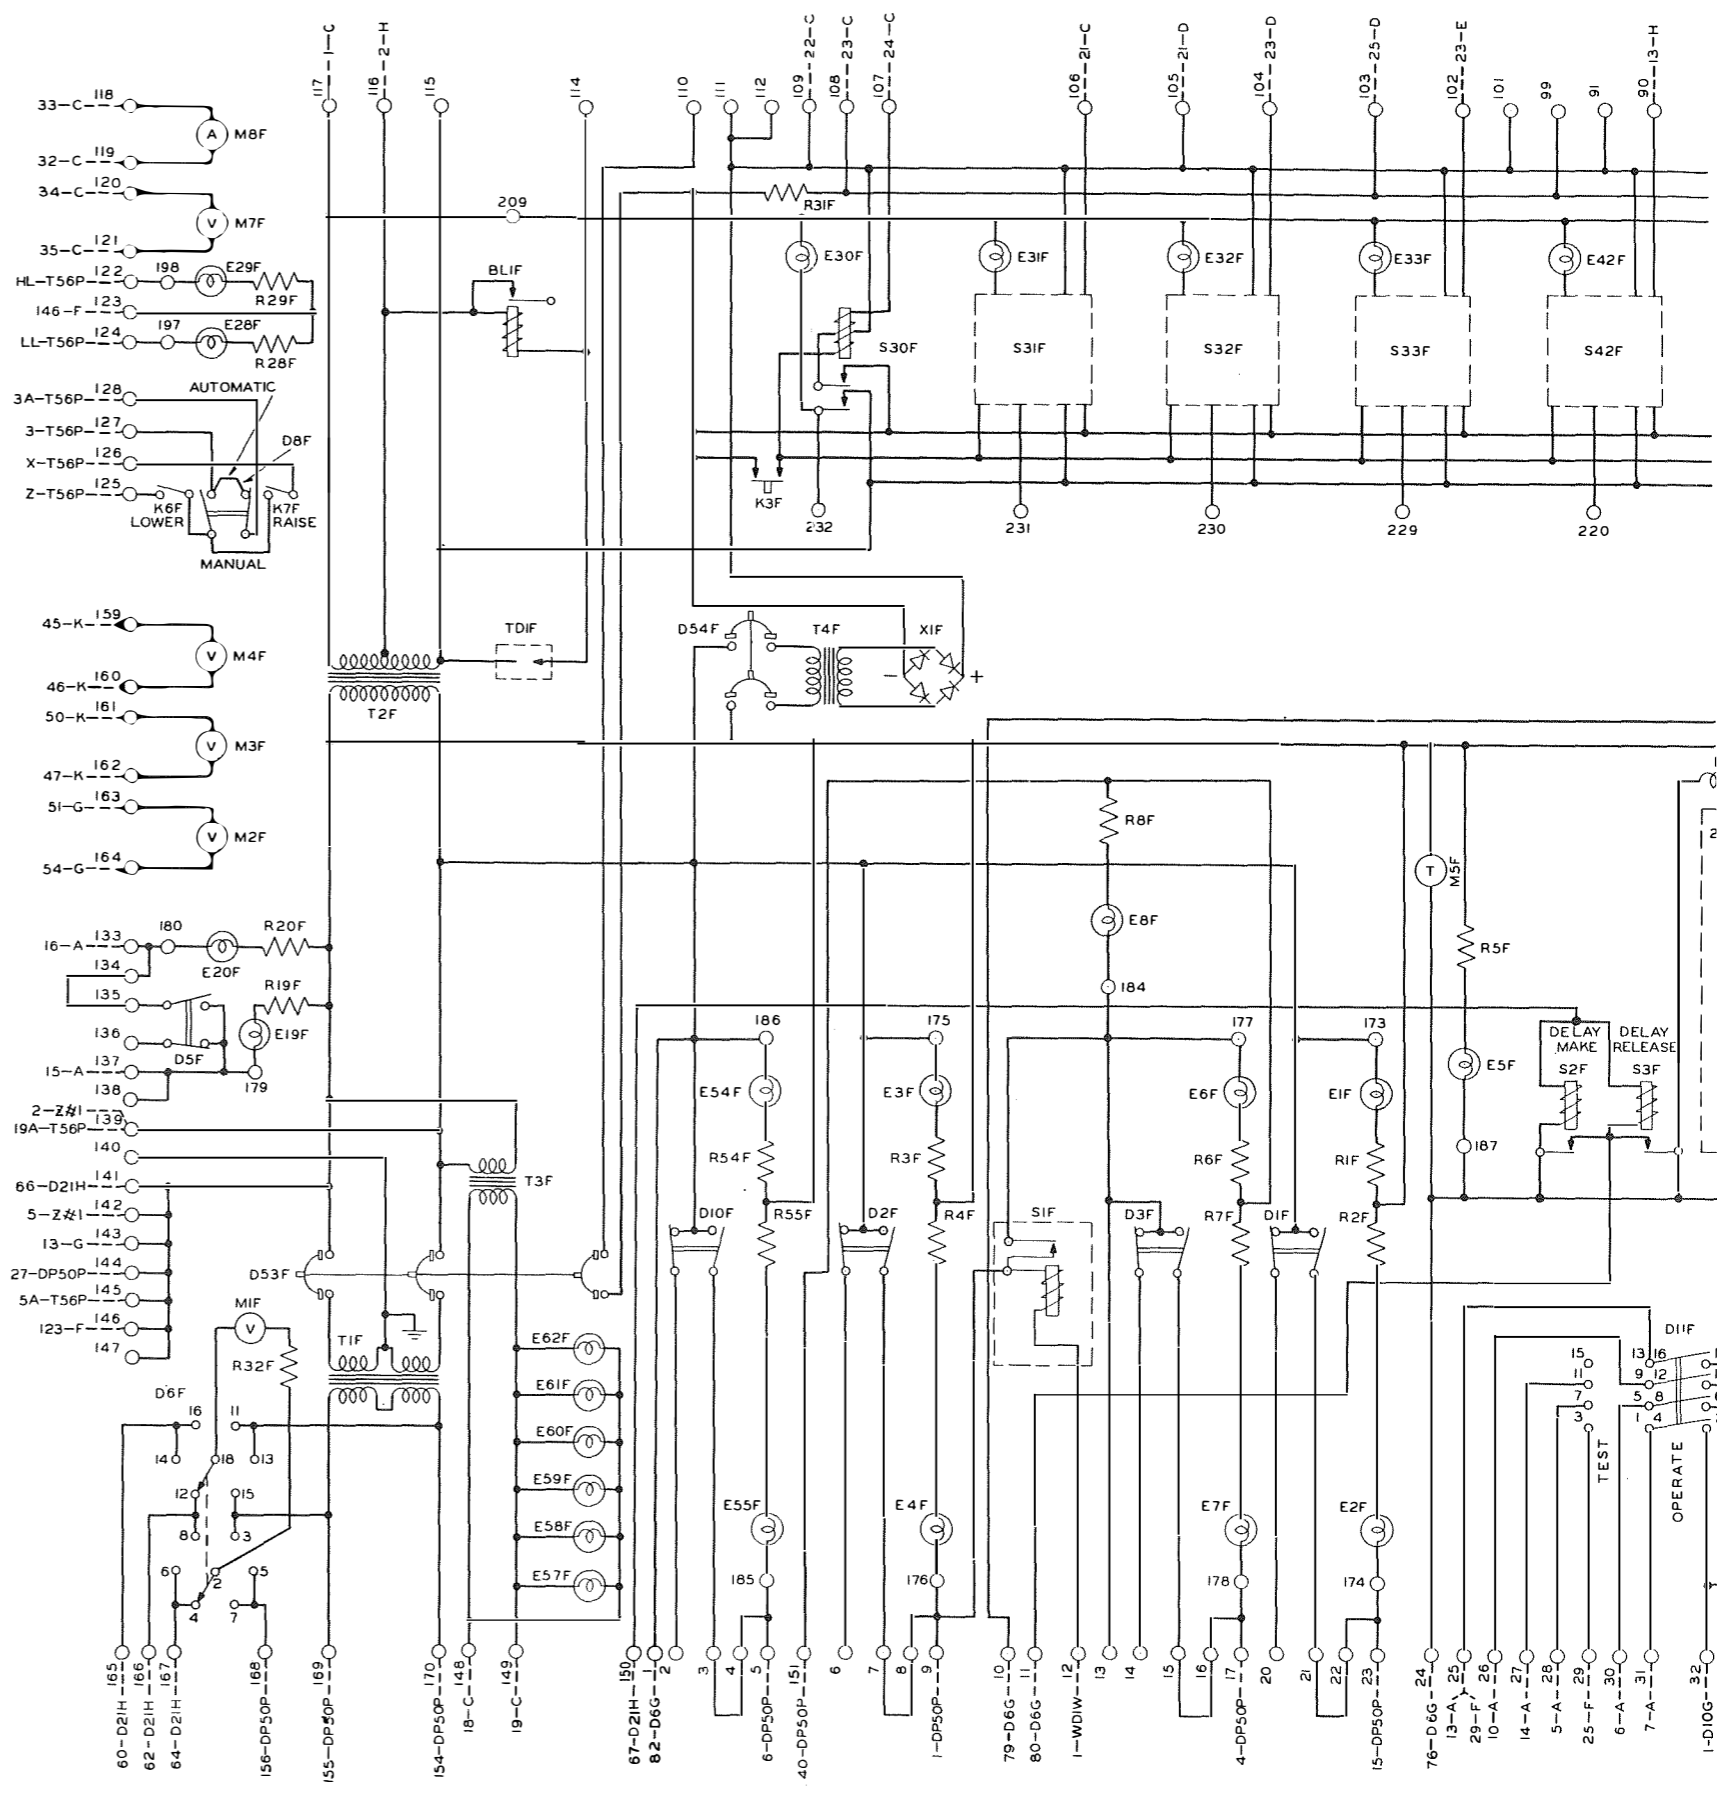 117---1-C
116---2-H
115
114
110
111
112
109---22-C
108---23-C
107---24-C
106---21-C
105---21-D
104---23-D
103---25-D
102---23-E
101
99
91
90---13-H
33-C--- 118
A M8F
32-C--- 119
34-C--- 120
V M7F
35-C--- 121
209
R31F
HL-T56P-- 122 198 E29F
R29F
146-F--- 123
LL-T56P-- 124 197 E28F
R28F
BL1F
E30F
E31F
E32F
E33F
E42F
S30F
S31F
S32F
S33F
S42F
AUTOMATIC
3A-T56P-- 128
3-T56P-- 127
D8F
X-T56P-- 126
Z-T56P-- 125
K6F
LOWER
K7F
RAISE
MANUAL
K3F
232
231
230
229
220
45-K--- 159
V M4F
46-K--- 160
50-K--- 161
V M3F
47-K--- 162
51-G--- 163
V M2F
54-G--- 164
TD1F
T2F
D54F
T4F
X1F
- +
R8F
E8F
184
T M5F
R5F
E5F
187
2
16-A--- 133 180
E20F
R20F
134
135
R19F
136
E19F
D5F
15-A--- 137
179
138
2-Z#1
19A-T56P-- 139
140
66-D21H-- 141
5-Z#1-- 142
13-G--- 143
27-DP50P-- 144
5A-T56P-- 145
123-F--- 146
147
T3F
D53F
186
175
177
173
E54F
E3F
E6F
E1F
R54F
R3F
R6F
R1F
D10F
R55F
D2F
R4F
S1F
D3F
R7F
D1F
R2F
DELAY
MAKE
S2F
DELAY
RELEASE
S3F
M1F
V
R32F
T1F
D6F
16
11
14
18
13
12
15
8
3
6
2
5
4
7
E62F
E61F
E60F
E59F
E58F
E57F
E55F
E4F
E7F
E2F
185
176
178
174
D11F
15
11
7
3
13 16
9 12
5 8
1 4
TEST
OPERATE
165
60-D21H
166
62-D21H
167
64-D21H
168
156-DP50P
169
155-DP50P
170
154-DP50P
148
18-C
149
19-C
150
67-D21H
1
82-D6G
2
3
4
5
6-DP50P
151
40-DP50P
6
7
8
9
1-DP50P
10
79-D6G
11
80-D6G
12
1-WD1W
13
14
15
16
17
4-DP50P
20
21
22
23
15-DP50P
24
76-D6G
25
13-A
29-F
26
10-A
27
14-A
28
5-A
29
25-F
30
6-A
31
7-A
32
1-D10G